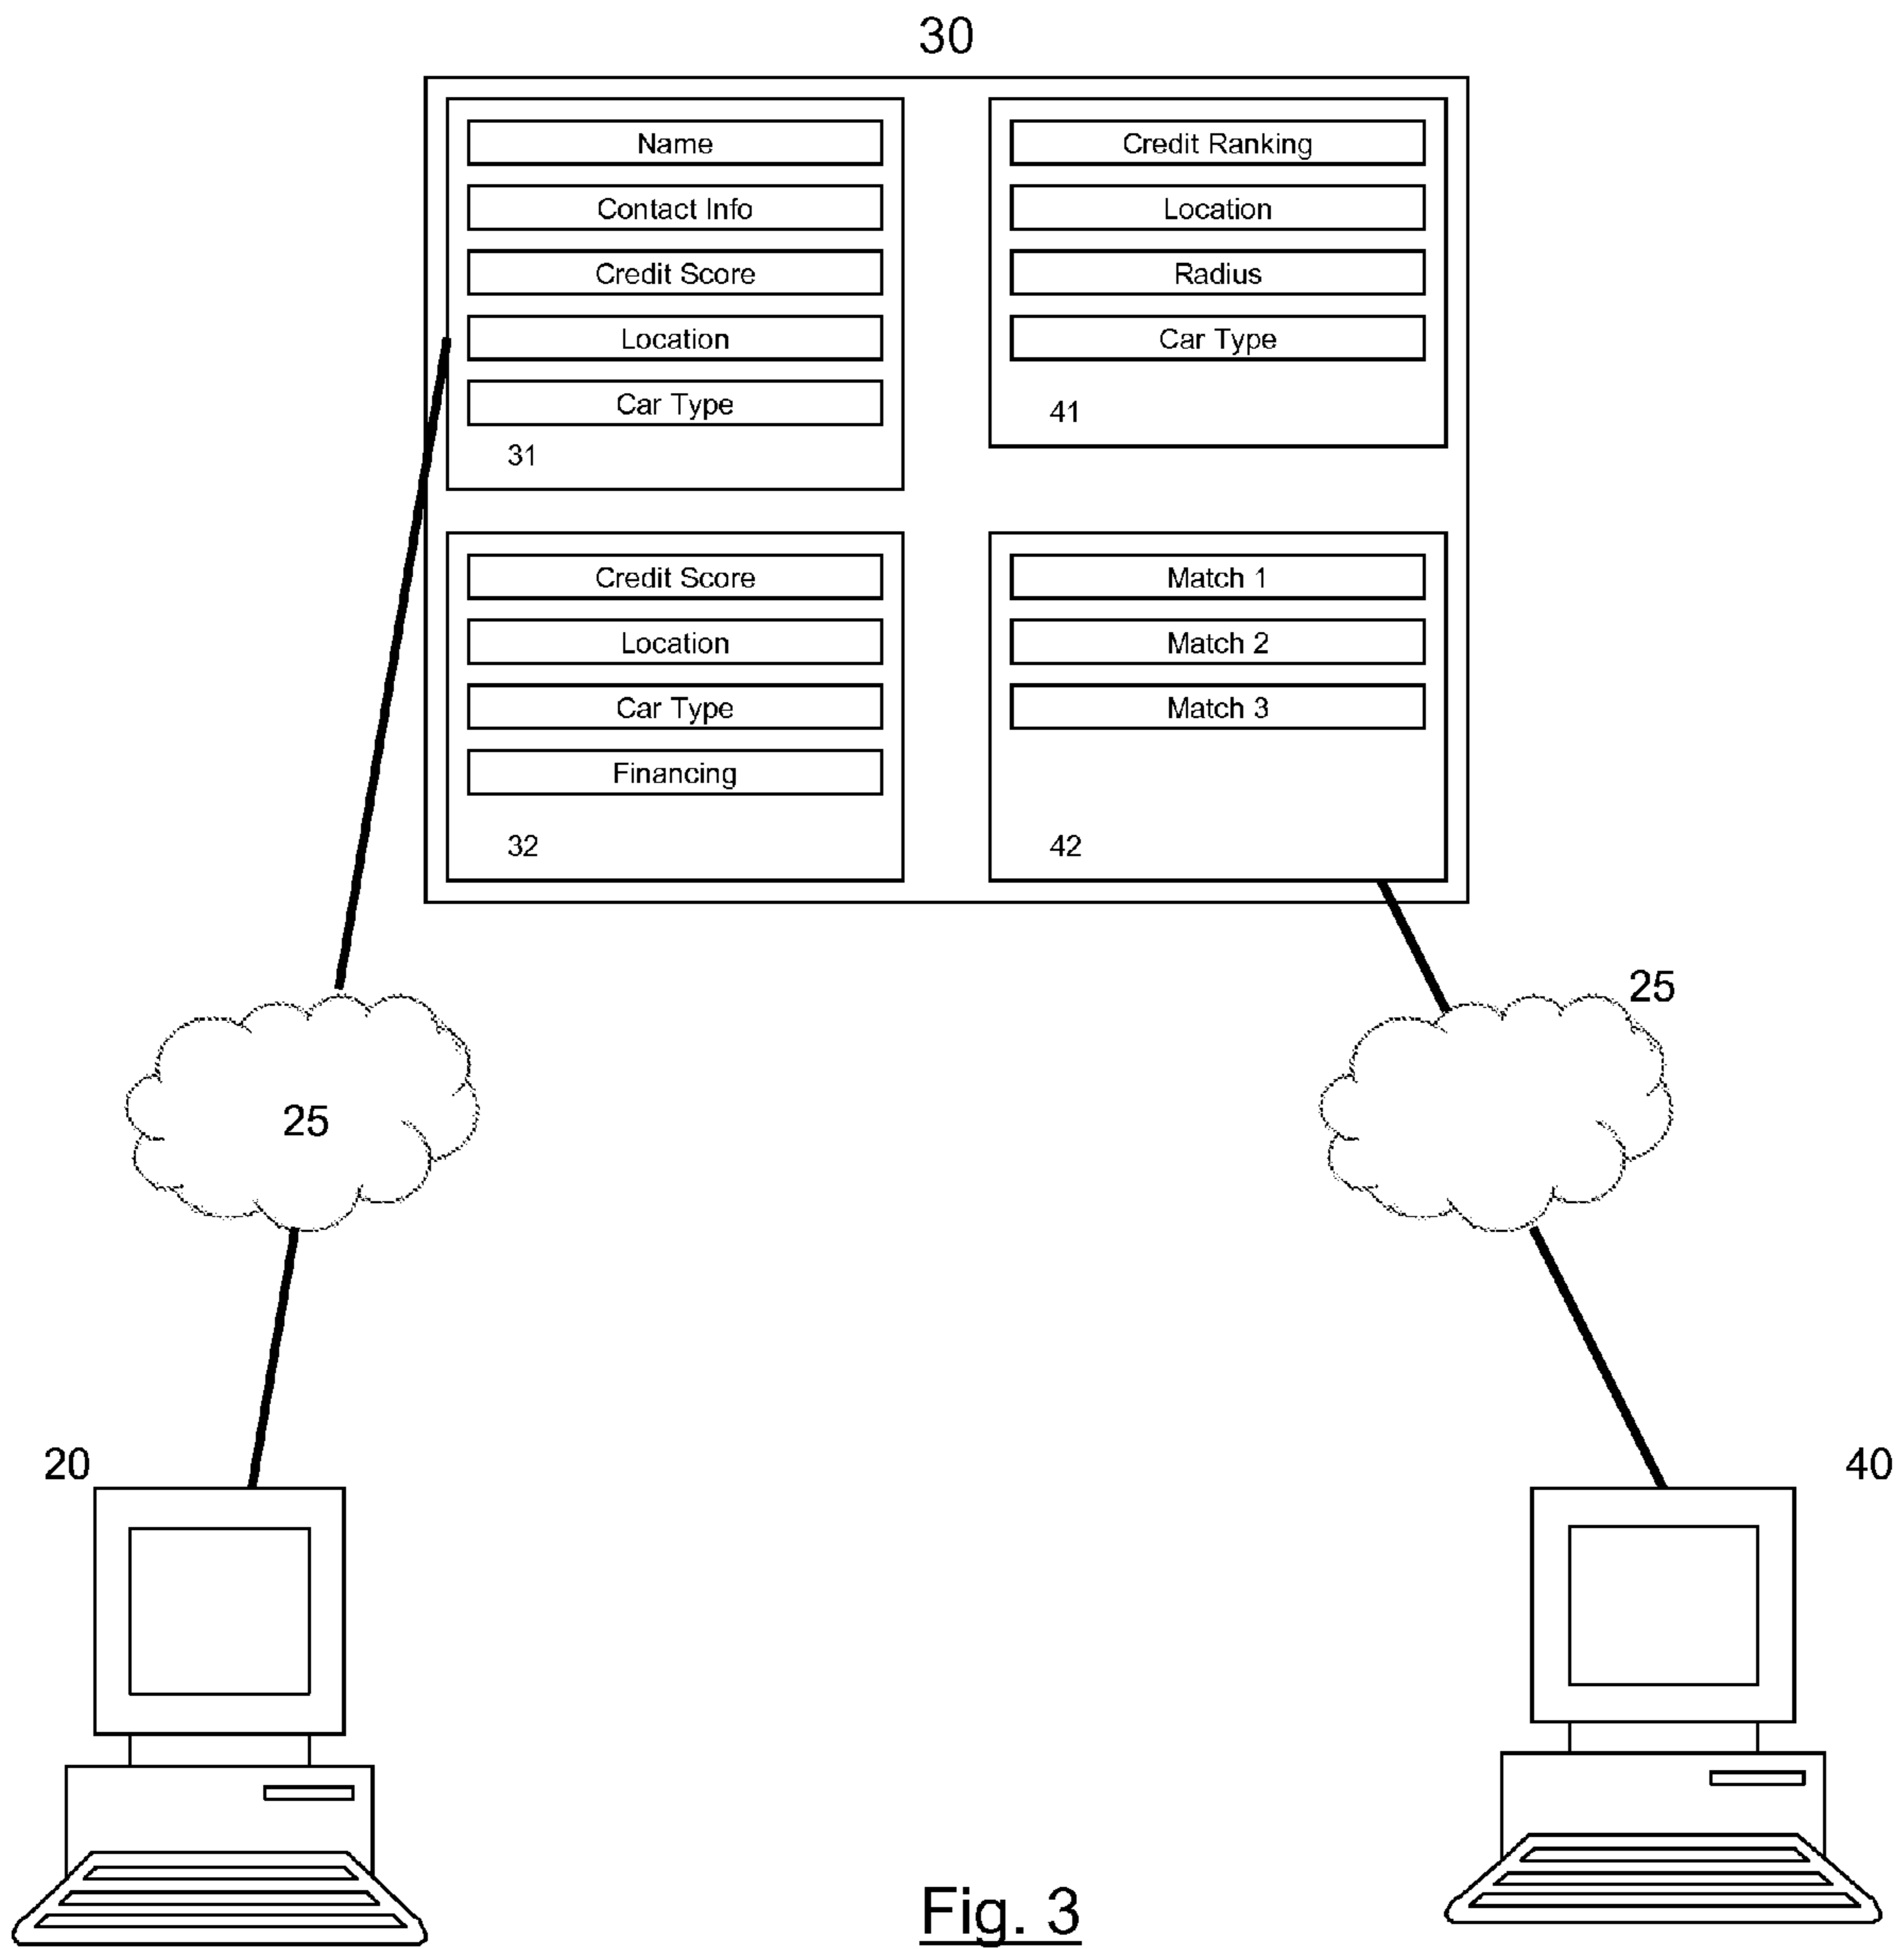 30
Name
Contact Info
Credit Score
Location
Car Type
31
Credit Ranking
Location
Radius
Car Type
41
Credit Score
Location
Car Type
Financing
32
Match 1
Match 2
Match 3
42
25
25
20
40
Fig. 3